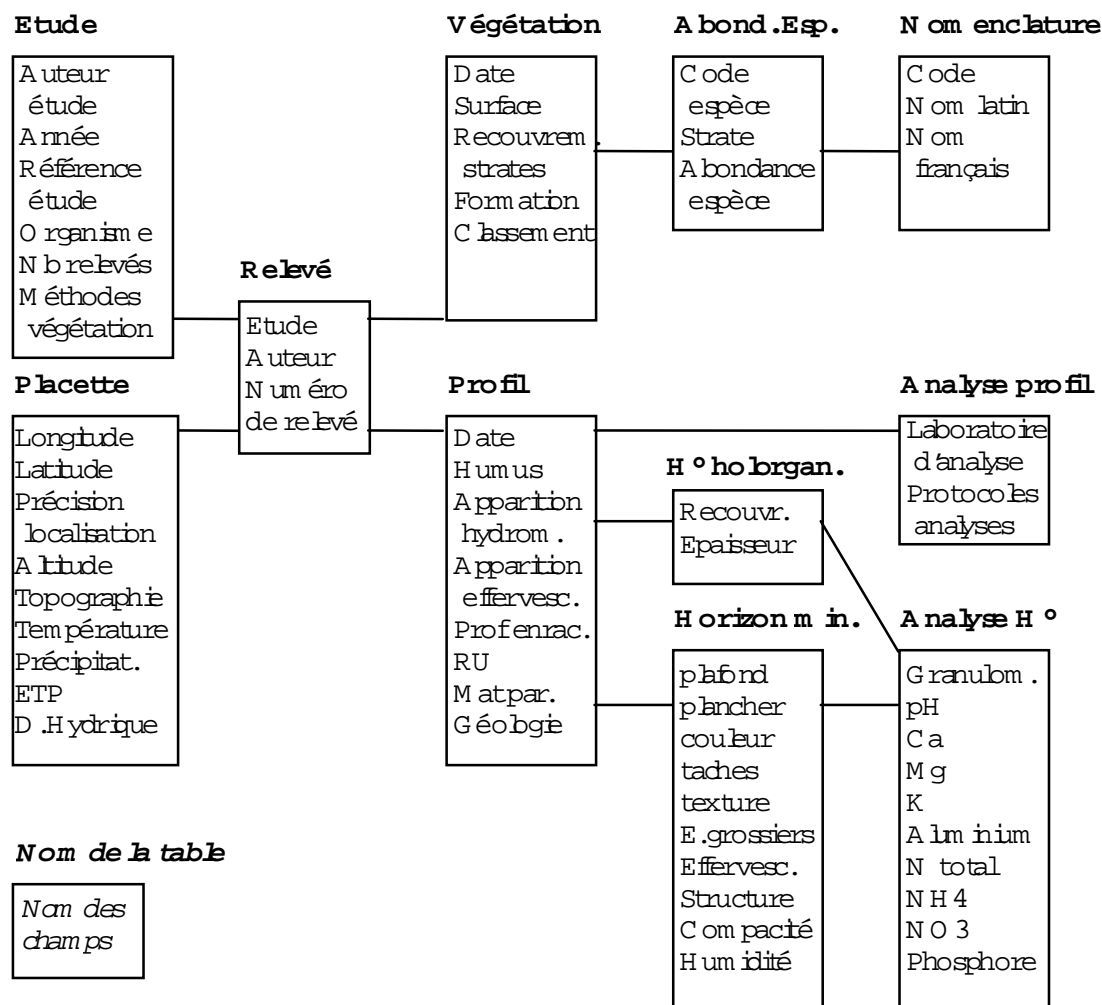 Etude
Auteur
étude
Année
Référence
étude
Organisme
Nb relevés
Méthodes
végétation
Relevé
Etude
Auteur
Numéro
de relevé
Végétation
Date
Surface
Recouvrem.
strates
Formation
Classement
Abond.Esp.
Code
espèce
Strate
Abondance
espèce
Nomenclature
Code
Nom latin
Nom
français
Placette
Longitude
Latitude
Précision
localisation
Altitude
Topographie
Température
Précipitat.
ETP
D.Hydrique
Profil
Date
Humus
Apparition
hydrom.
Apparition
effervesc.
Prof enrac.
RU
Mat par.
Géologie
H° holorgan.
Recouvr.
Epaisseur
Horizon min.
plafond
plancher
couleur
taches
texture
E.grossiers
Effervesc.
Structure
Compacité
Humidité
Analyse profil
Laboratoire
d'analyse
Protocoles
analyses
Analyse H°
Granulom.
pH
Ca
Mg
K
Aluminium
N total
NH4
NO3
Phosphore
Nom de la table
Nom des
champs